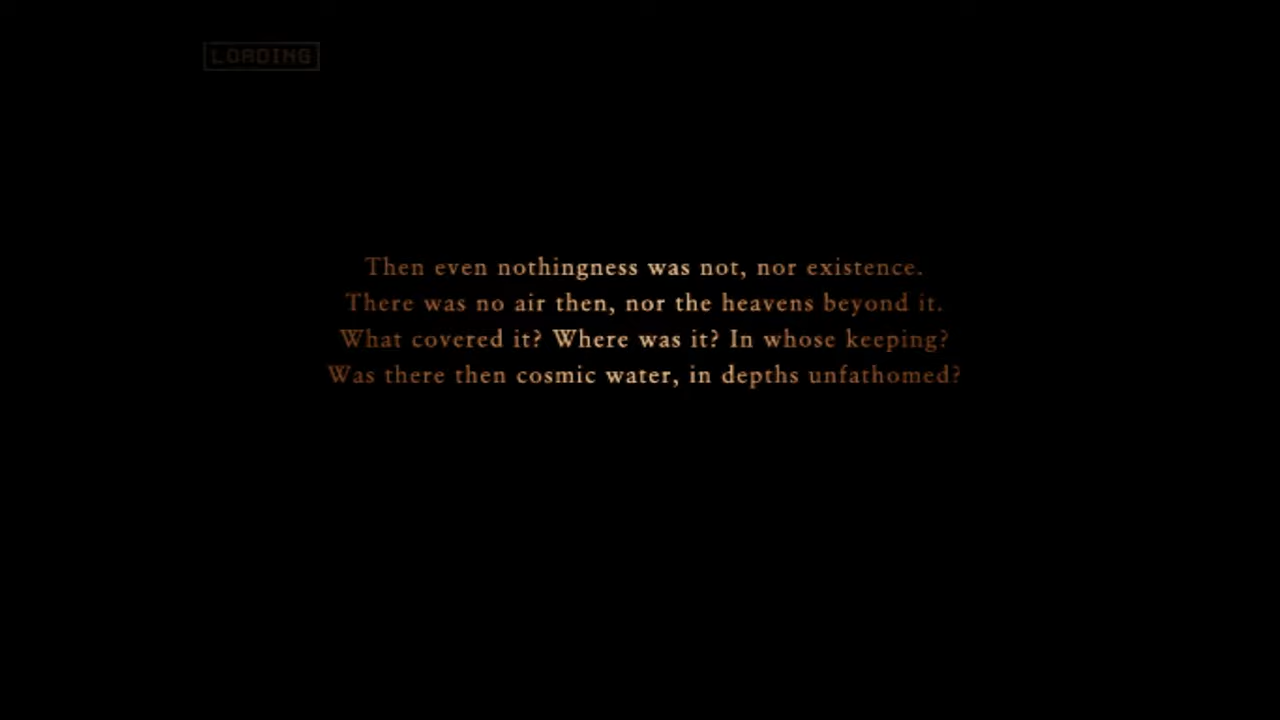 LOADING
Then even nothingness was not, nor existence.
There was no air then, nor the heavens beyond it.
What covered it? Where was it? In whose keeping?
Was there then cosmic water, in depths unfathomed?